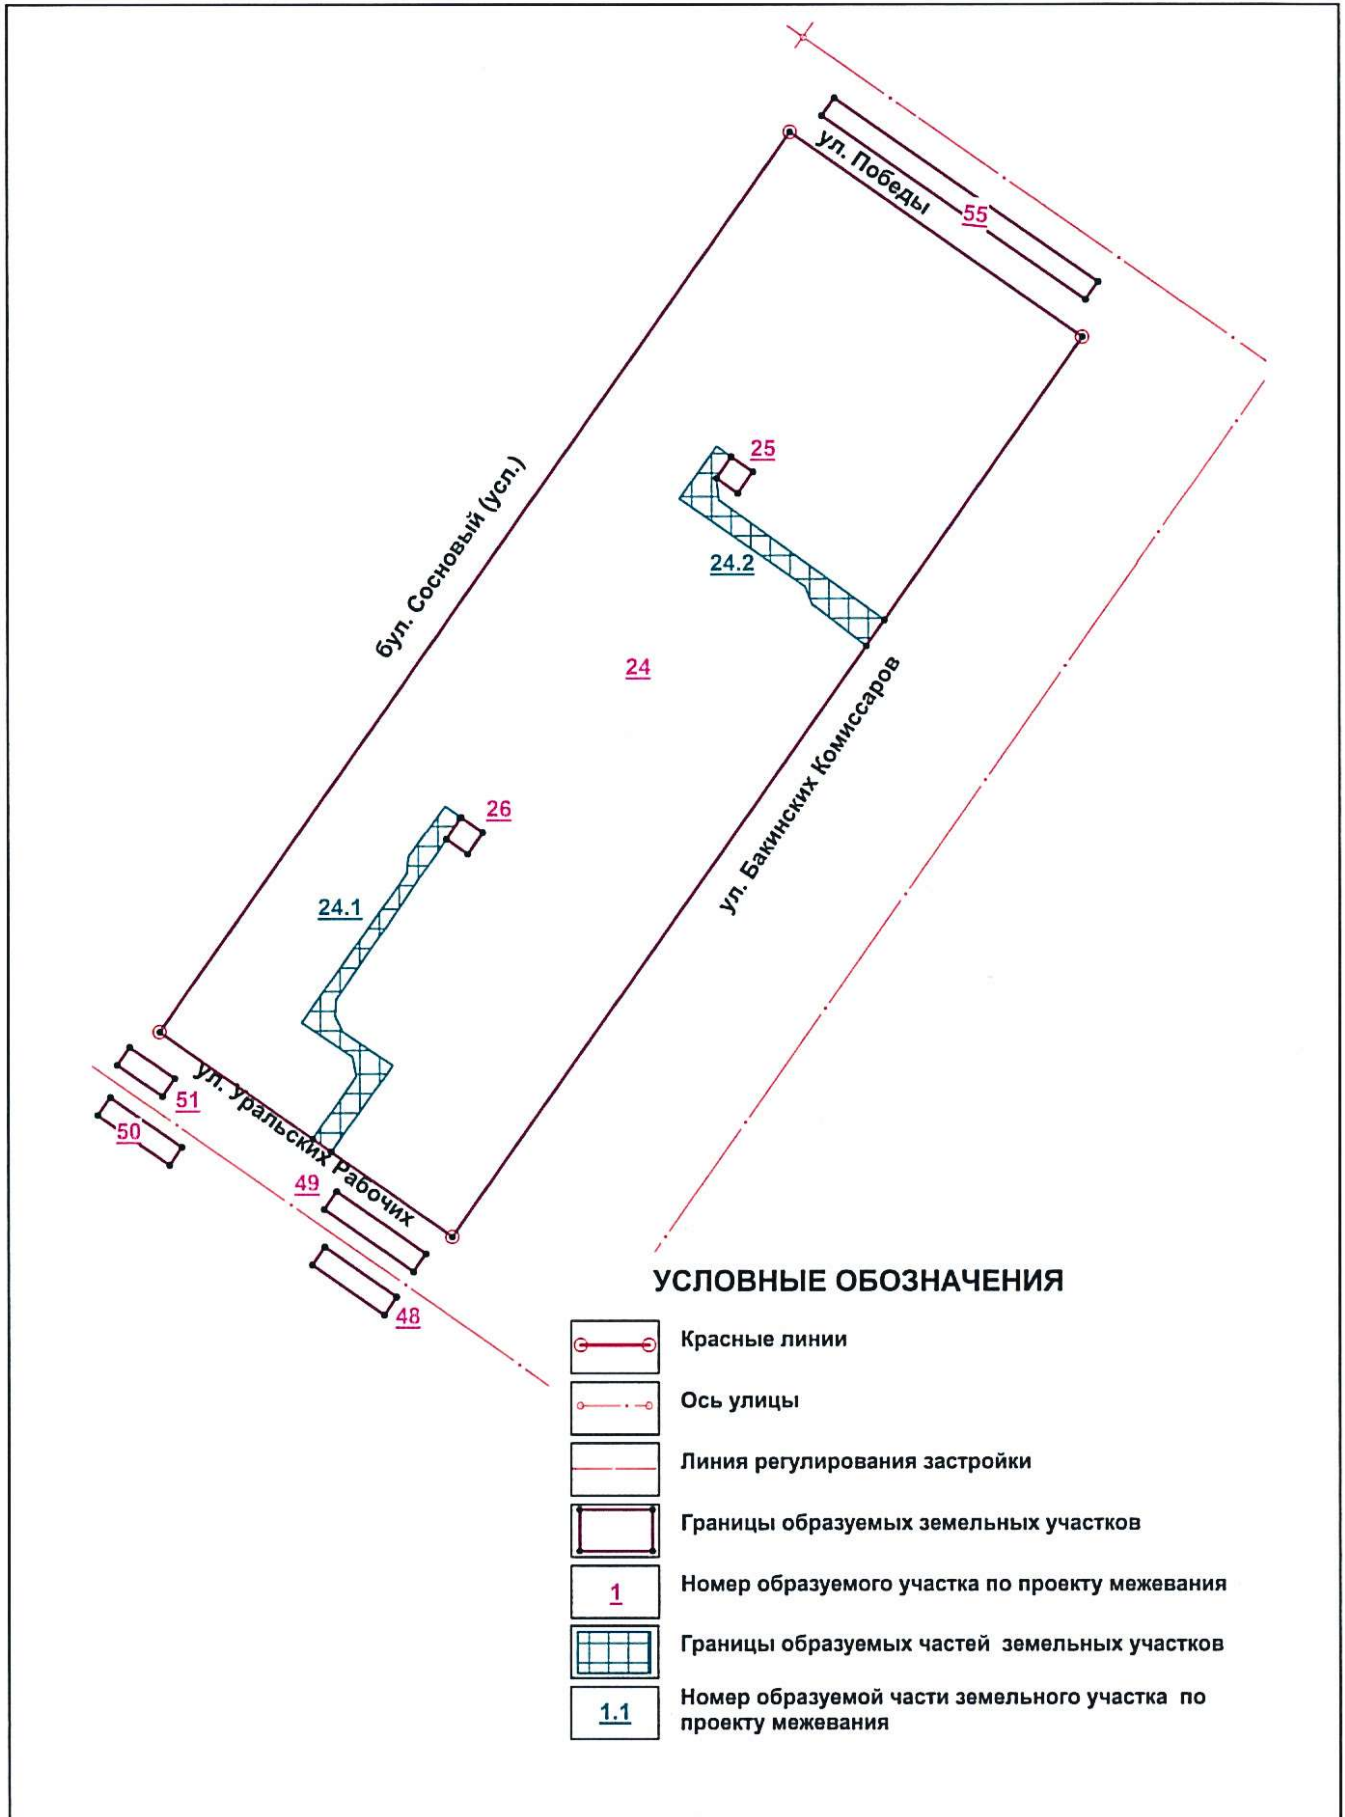 ул. Победы
55
25
бул. Сосновый (усл.)
24.2
24
ул. Бакинских Комиссаров
26
24.1
51
ул. Уральских Рабочих
50
49
48
УСЛОВНЫЕ ОБОЗНАЧЕНИЯ
Красные линии
Ось улицы
Линия регулирования застройки
Границы образуемых земельных участков
1
Номер образуемого участка по проекту межевания
Границы образуемых частей земельных участков
1.1
Номер образуемой части земельного участка по
проекту межевания